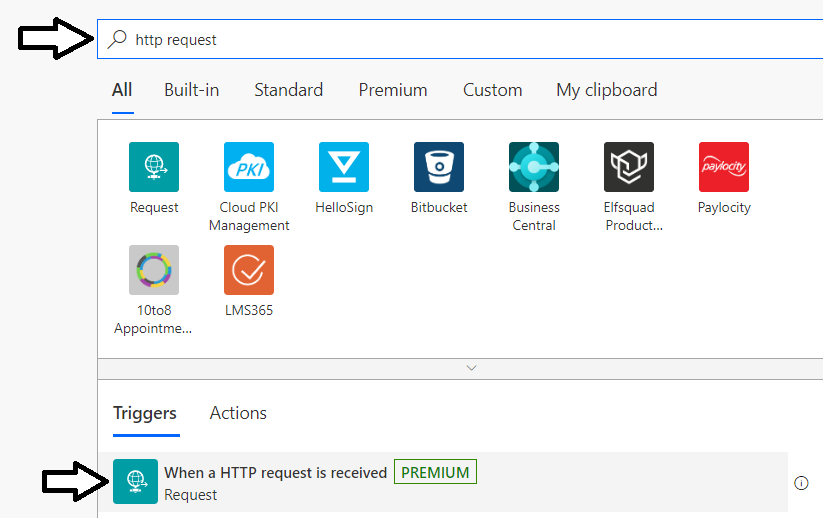 http request
All Built-in Standard Premium Custom My clipboard
PKI
paylocity
Request Cloud PKI HelloSign Bitbucket Business Elfsquad Paylocity
Management Central Product...
10to8 LMS365
Appointme...
Triggers Actions
When a HTTP request is received PREMIUM
Request